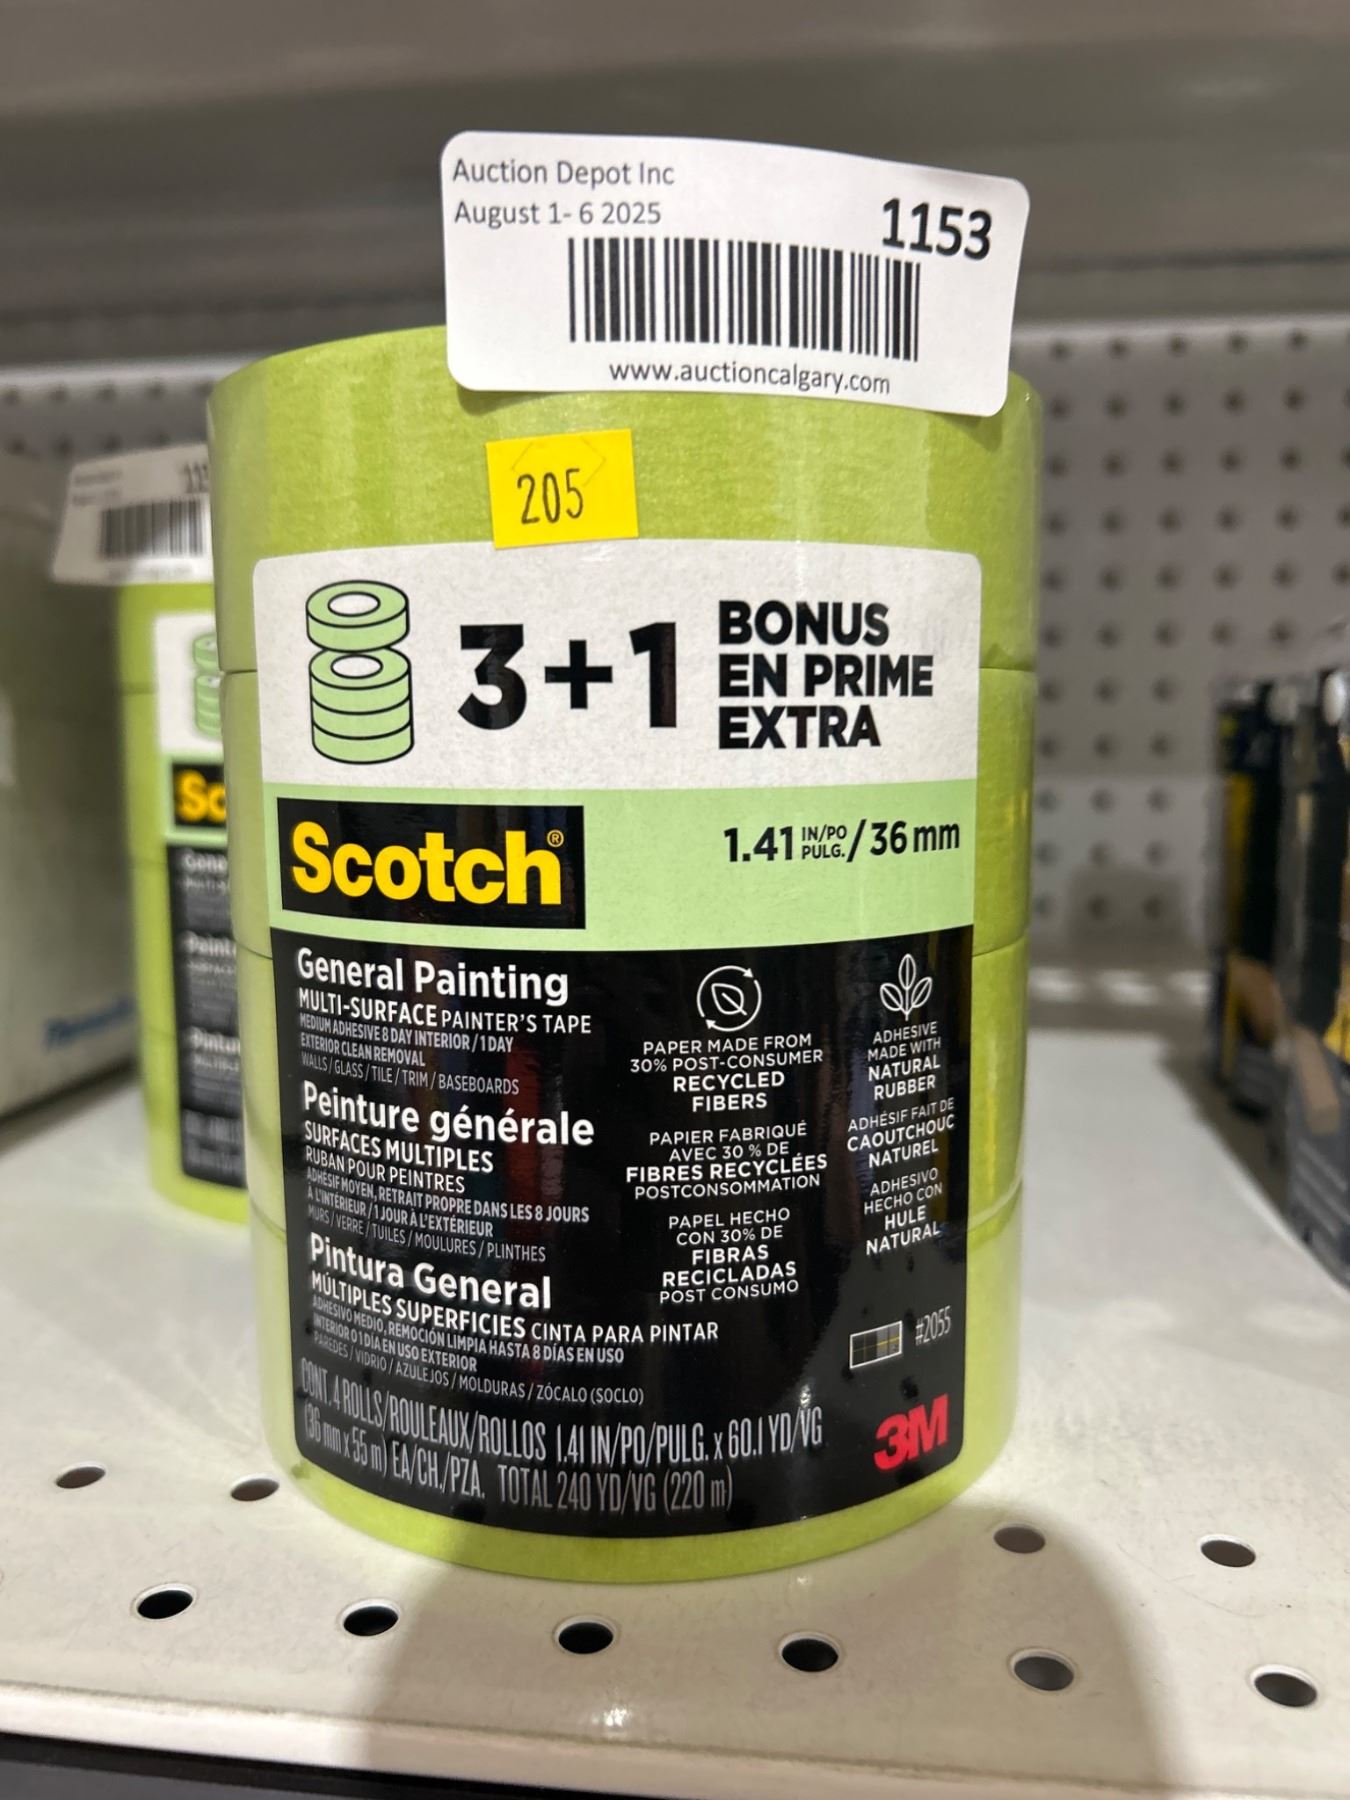 Auction Depot Inc
August 1- 6 2025
1153
www.auctioncalgary.com
205
3+1
BONUS
EN PRIME
EXTRA
Scotch®
1.41 IN/PO PULG. / 36 mm
General Painting
MULTI-SURFACE PAINTER'S TAPE
MEDIUM ADHESIVE 8 DAY INTERIOR / 1 DAY
EXTERIOR CLEAN REMOVAL
WALLS / GLASS / TILE / TRIM / BASEBOARDS
Peinture générale
SURFACES MULTIPLES
RUBAN POUR PEINTRES
ADHÉSIF MOYEN, RETRAIT PROPRE DANS LES 8 JOURS
À L'INTÉRIEUR / 1 JOUR À L'EXTÉRIEUR
MURS / VERRE / TUILES / MOULURES / PLINTHES
Pintura General
MÚLTIPLES SUPERFICIES CINTA PARA PINTAR
ADHESIVO MEDIO, REMOCIÓN LIMPIA HASTA 8 DÍAS EN USO
INTERIOR O 1 DÍA EN USO EXTERIOR
PAREDES / VIDRIO / AZULEJOS / MOLDURAS / ZÓCALO (SOCLO)
PAPER MADE FROM
30% POST-CONSUMER
RECYCLED
FIBERS
PAPIER FABRIQUÉ
AVEC 30 % DE
FIBRES RECYCLÉES
POSTCONSOMMATION
PAPEL HECHO
CON 30% DE
FIBRAS
RECICLADAS
POST CONSUMO
ADHESIVE
MADE WITH
NATURAL
RUBBER
ADHÉSIF FAIT DE
CAOUTCHOUC
NATUREL
ADHESIVO
HECHO CON
HULE
NATURAL
#2055
CONT. 4 ROLLS/ROULEAUX/ROLLOS 1.41 IN/PO/PULG. x 60.1 YD/VG
(36 mm x 55 m) EA/CH./PZA. TOTAL 240 YD/VG (220 m)
3M